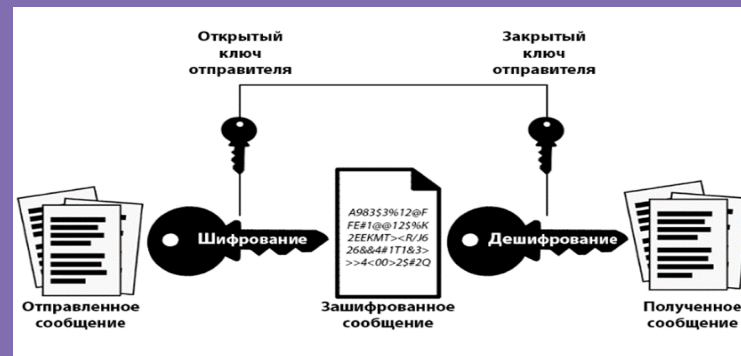 Открытый
ключ
отправителя
Закрытый
ключ
отправителя
Шифрование
A983$3%12@F
FE#1@@12$%K
2EEKMT><R/J6
26&&4#1T1&3>
>>4<00>2$#2Q
Дешифрование
Отправленное
сообщение
Зашифрованное
сообщение
Полученное
сообщение